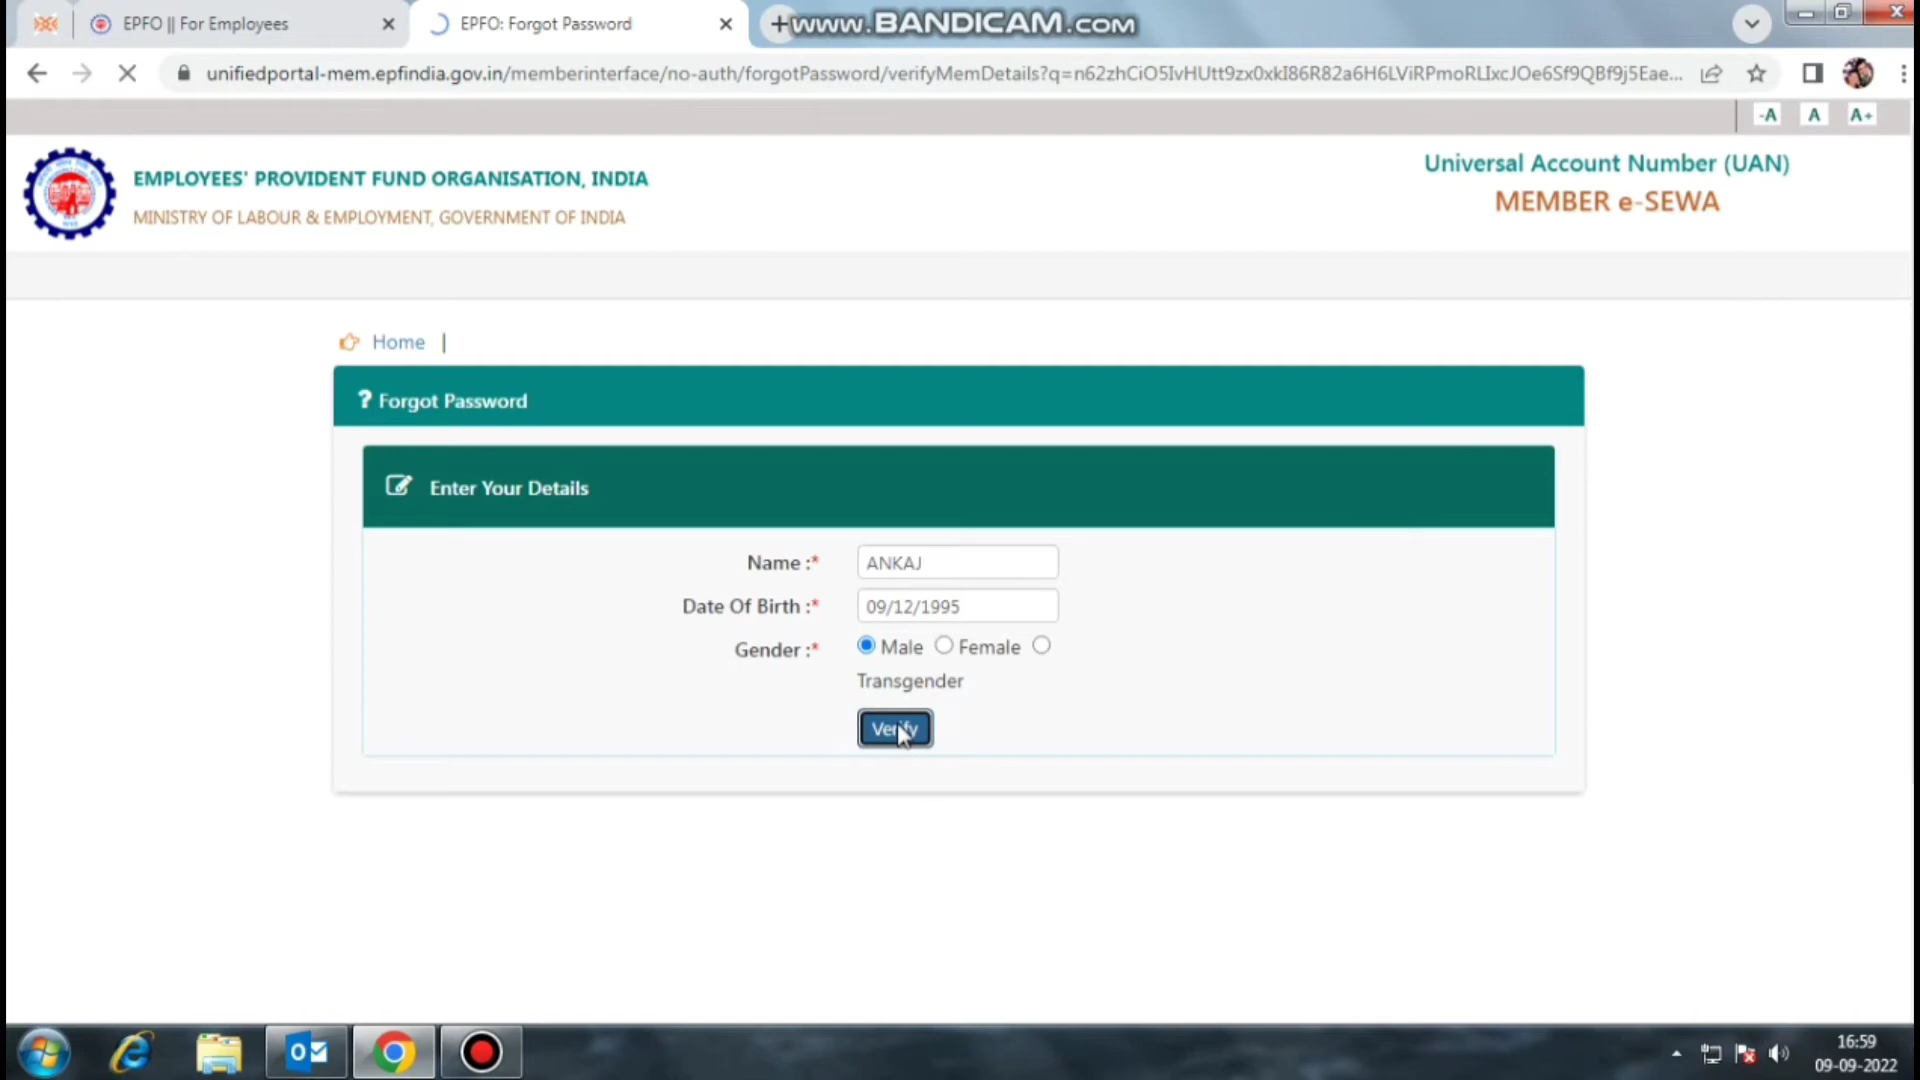 EPFO || For Employees
EPFO: Forgot Password
www.BANDICAM.com
unifiedportal-mem.epfindia.gov.in/memberinterface/no-auth/forgotPassword/verifyMemDetails?q=n62zhCiO5IvHUtt9zx0xkI86R82a6H6LViRPmoRLIxcJOe6Sf9QBf9j5Eae...
-A A A+
EMPLOYEES' PROVIDENT FUND ORGANISATION, INDIA
MINISTRY OF LABOUR & EMPLOYMENT, GOVERNMENT OF INDIA
Universal Account Number (UAN)
MEMBER e-SEWA
Home |
? Forgot Password
Enter Your Details
Name :* ANKAJ
Date Of Birth :* 09/12/1995
Gender :* Male Female
Transgender
Verify
16:59
09-09-2022